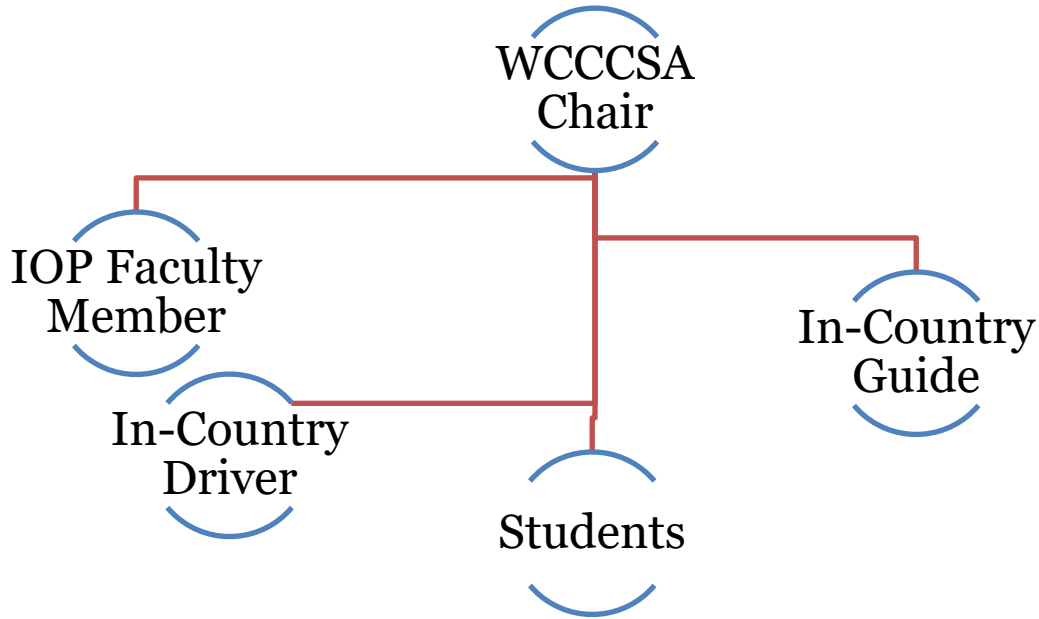 WCCCSA
Chair
IOP Faculty
Member
In-Country
Guide
In-Country
Driver
Students